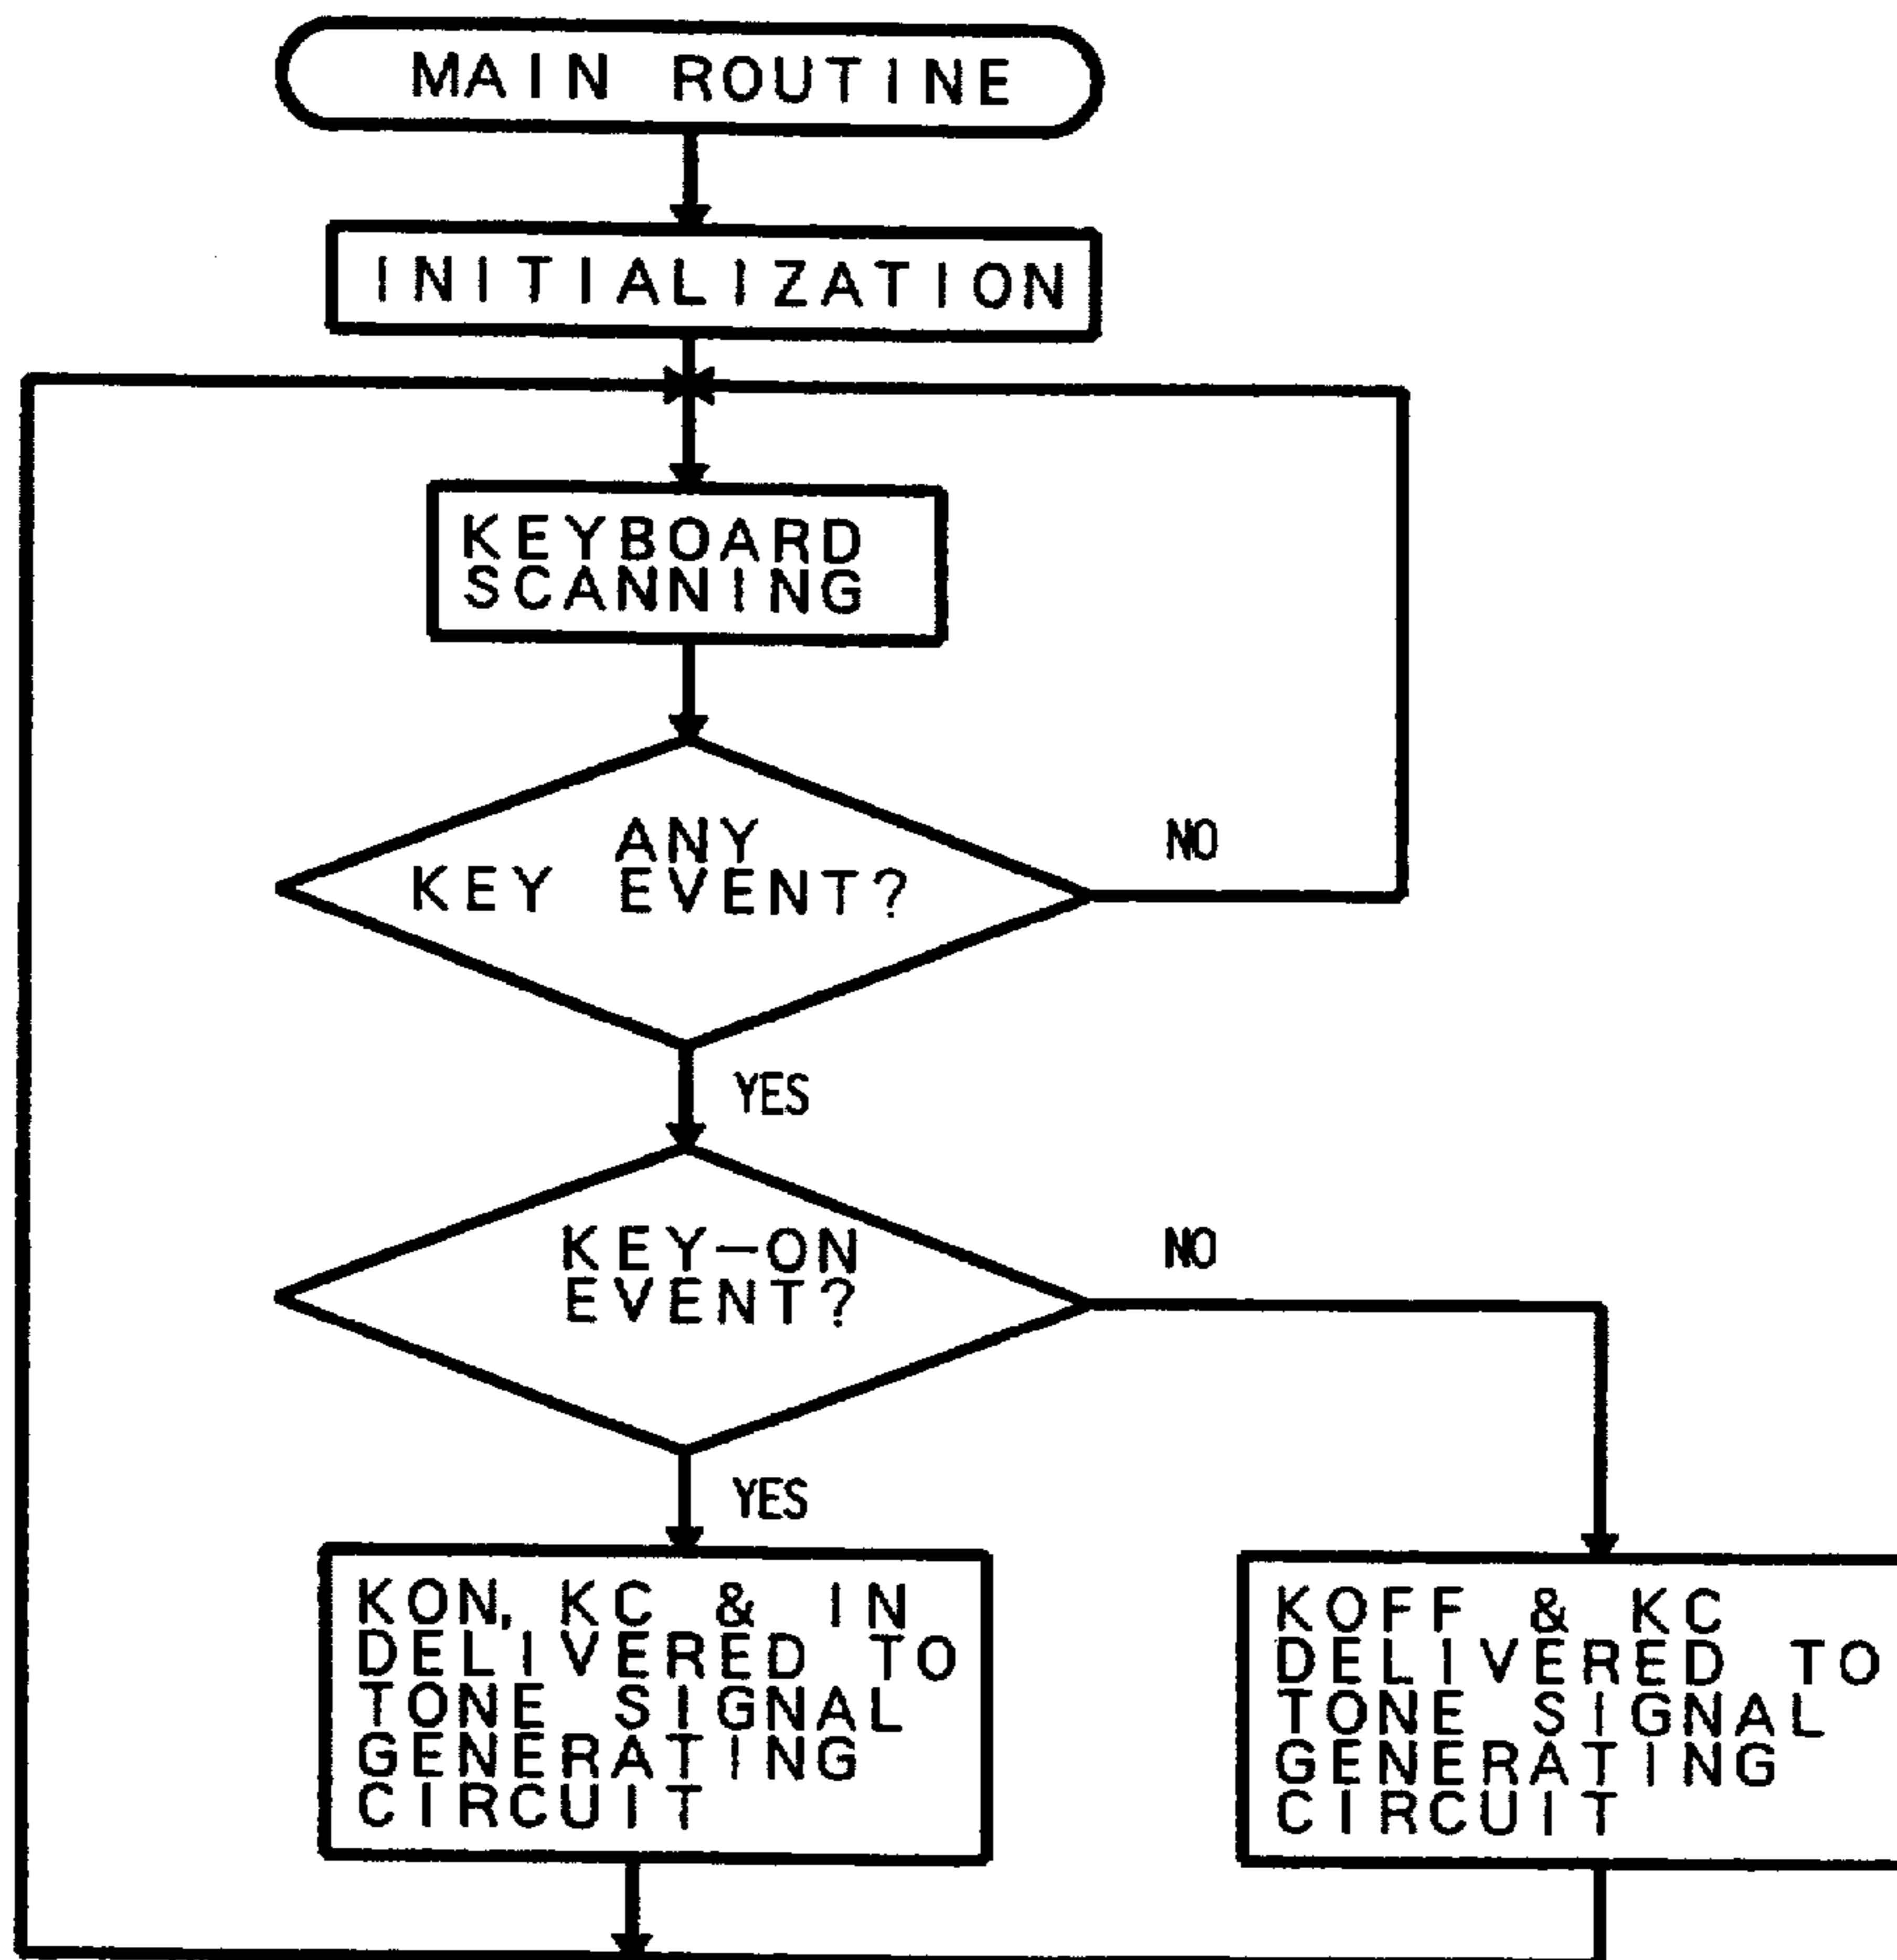 MAIN ROUTINE
INITIALIZATION
KEYBOARD
SCANNING
ANY
KEY EVENT?
NO
YES
KEY-ON
EVENT?
NO
YES
KON, KC & IN
DELIVERED TO
TONE SIGNAL
GENERATING
CIRCUIT
KOFF & KC
DELIVERED TO
TONE SIGNAL
GENERATING
CIRCUIT